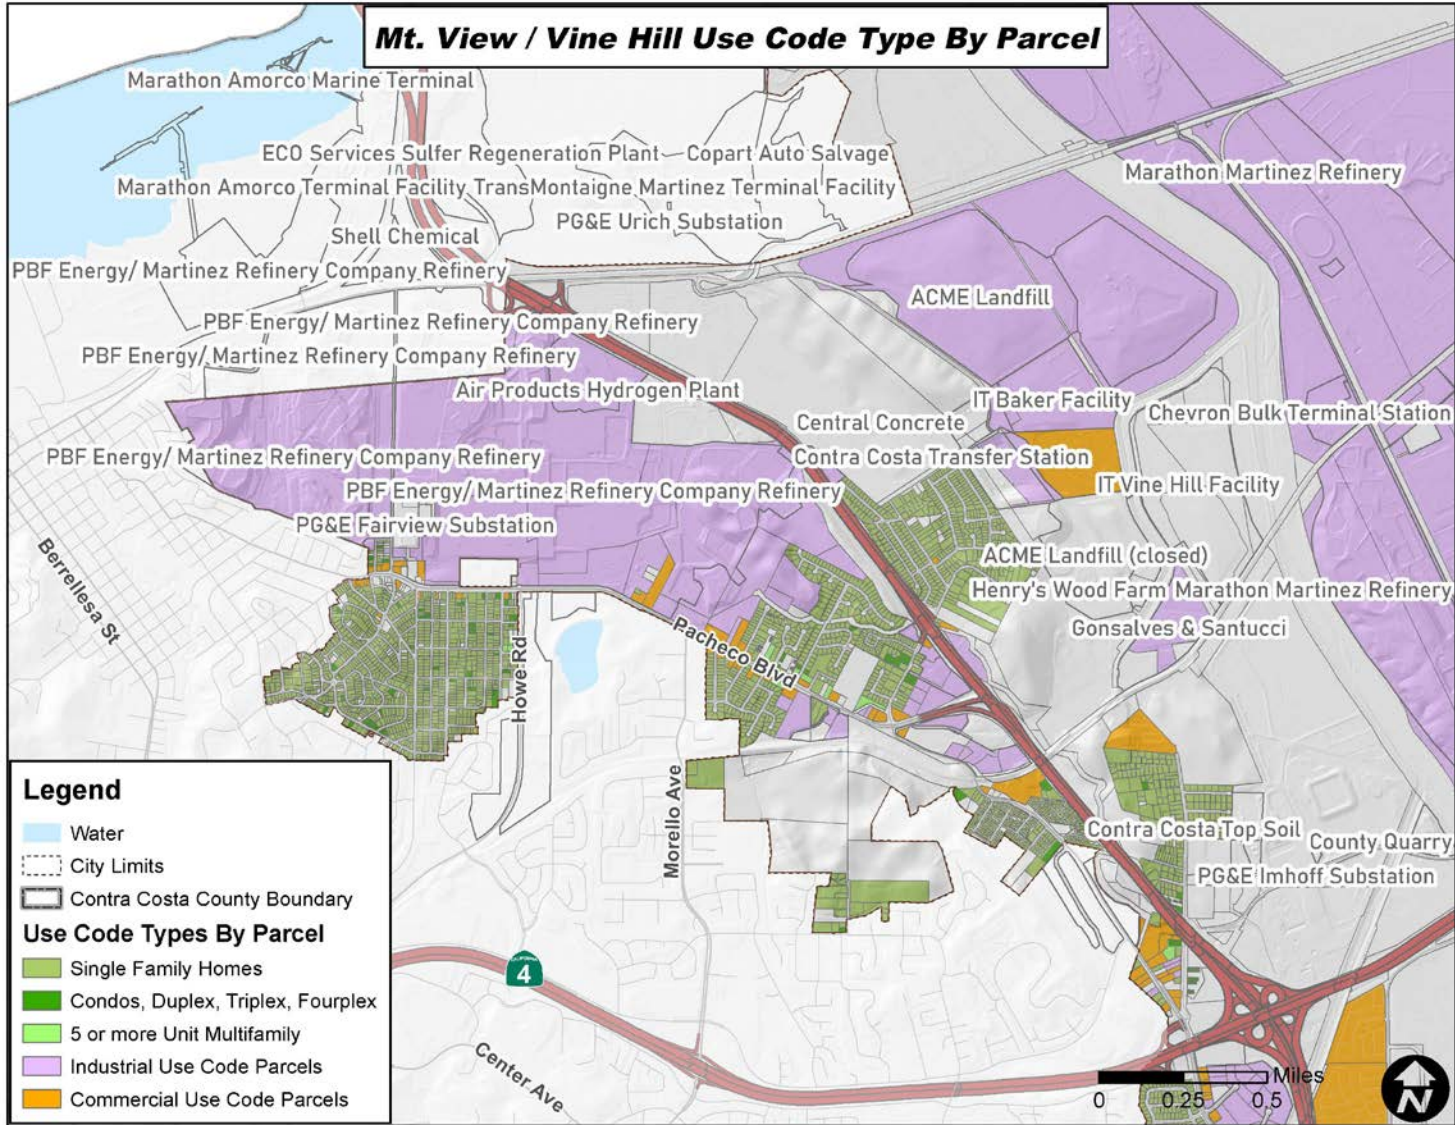 Mt. View / Vine Hill Use Code Type By Parcel
Marathon Amorco Marine Terminal
ECO Services Sulfer Regeneration Plant
Copart Auto Salvage
Marathon Martinez Refinery
Marathon Amorco Terminal Facility
TransMontaigne Martinez Terminal Facility
PG&E Urich Substation
Shell Chemical
PBF Energy/ Martinez Refinery Company Refinery
ACME Landfill
PBF Energy/ Martinez Refinery Company Refinery
PBF Energy/ Martinez Refinery Company Refinery
Air Products Hydrogen Plant
IT Baker Facility
Chevron Bulk Terminal Station
Central Concrete
PBF Energy/ Martinez Refinery Company Refinery
Contra Costa Transfer Station
PBF Energy/ Martinez Refinery Company Refinery
IT Vine Hill Facility
PG&E Fairview Substation
ACME Landfill (closed)
Berrellesa St
Henry's Wood Farm
Marathon Martinez Refinery
Gonsalves & Santucci
Pacheco Blvd
Howe Rd
Morello Ave
Contra Costa Top Soil
County Quarry
PG&E Imhoff Substation
CALIFORNIA
4
Center Ave
Legend
Water
City Limits
Contra Costa County Boundary
Use Code Types By Parcel
Single Family Homes
Condos, Duplex, Triplex, Fourplex
5 or more Unit Multifamily
Industrial Use Code Parcels
Commercial Use Code Parcels
Miles
0 0.25 0.5
N